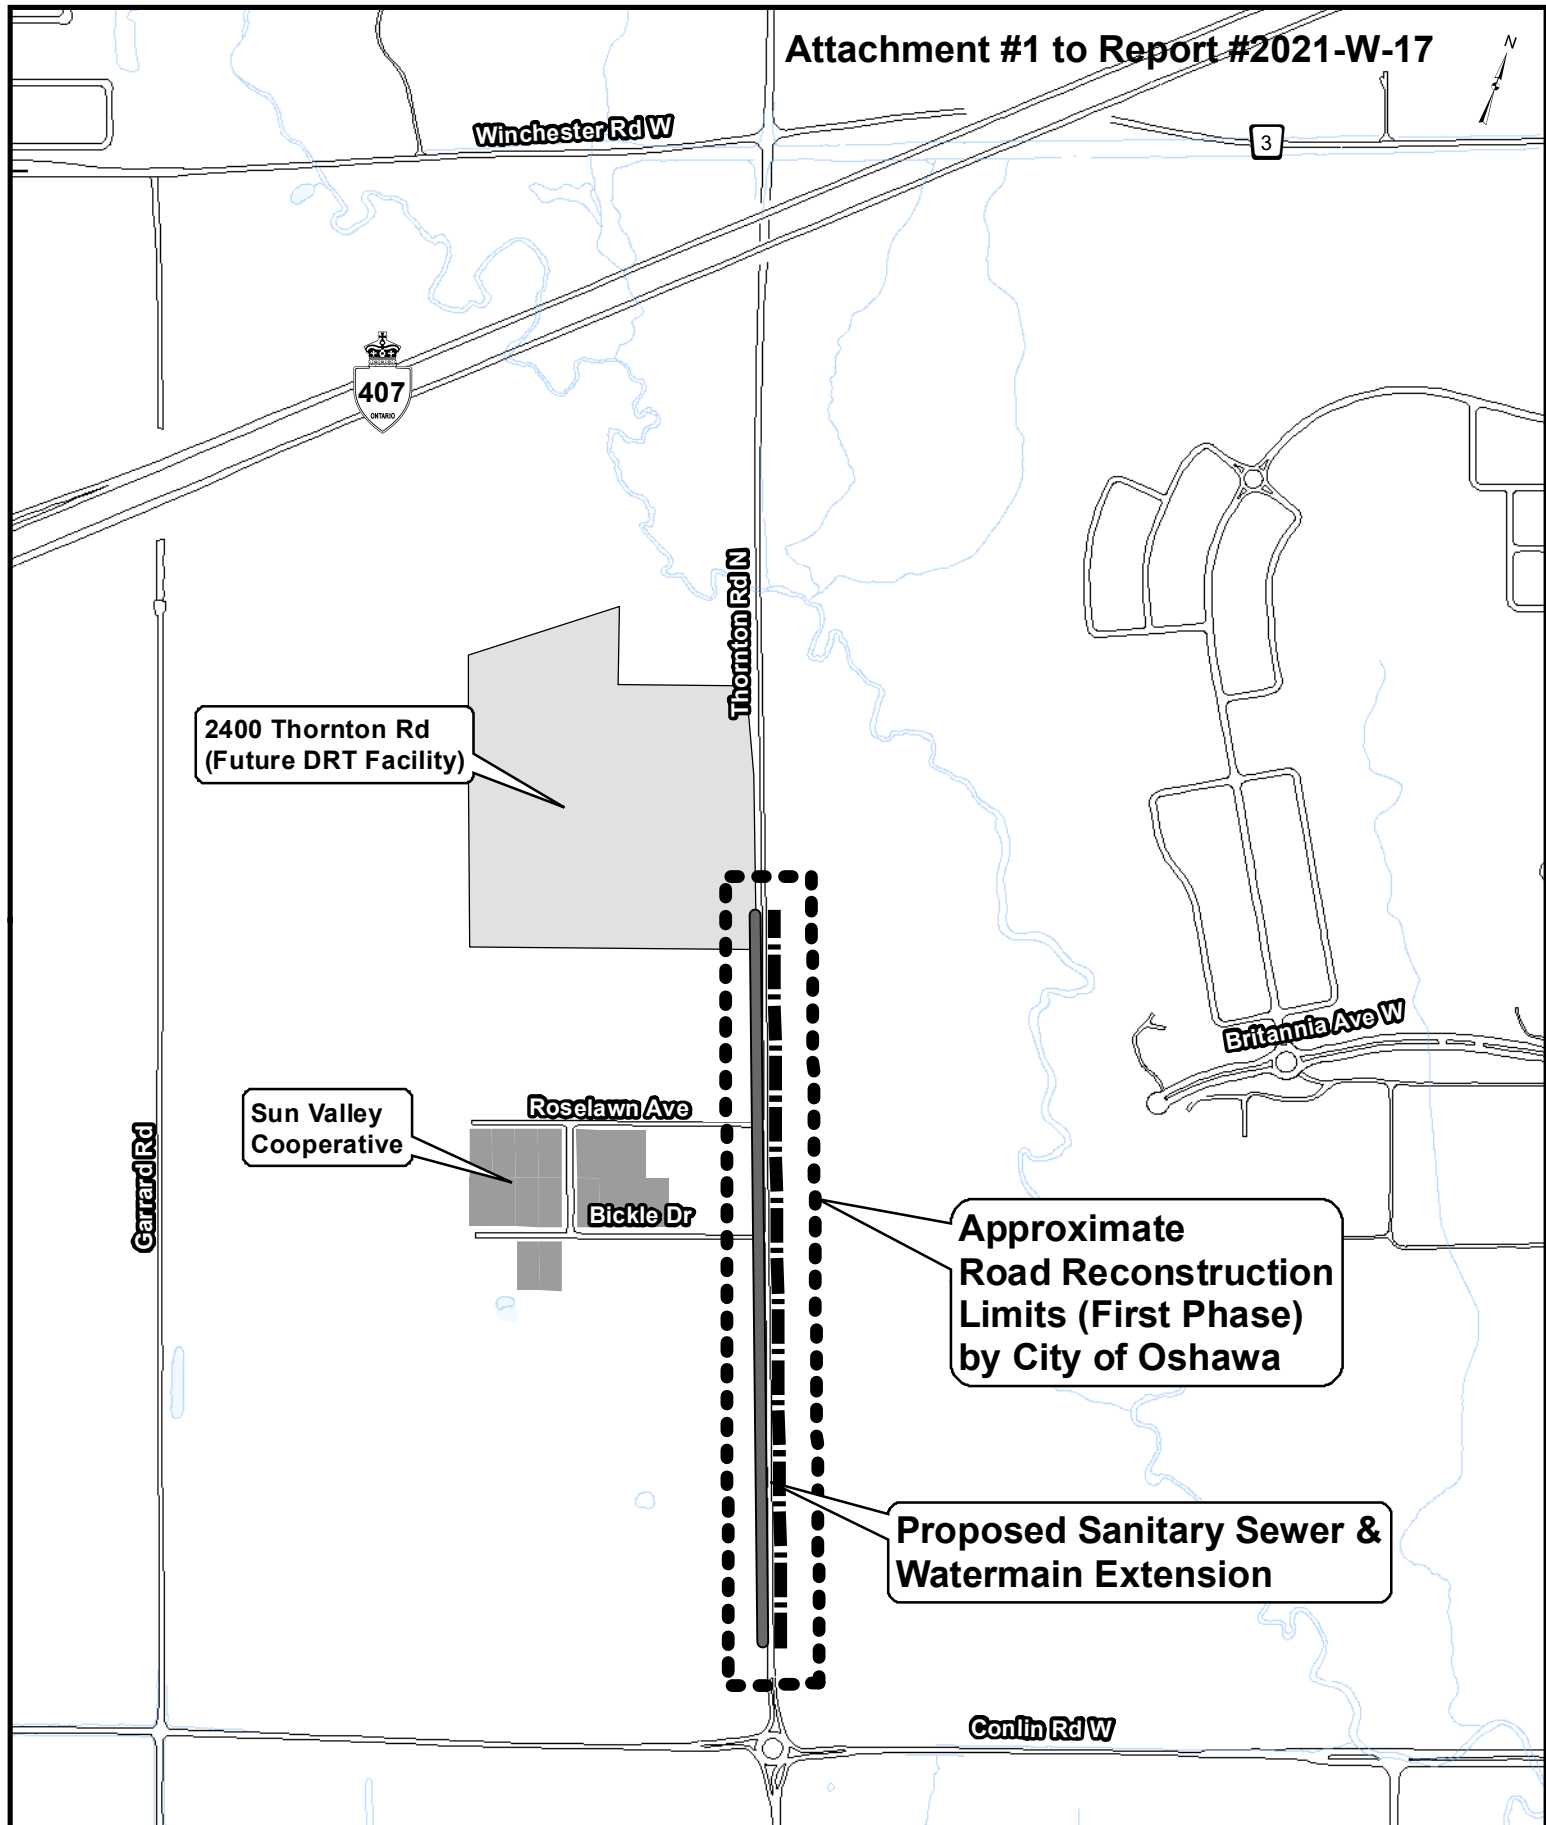 Attachment #1 to Report #2021-W-17
N
Winchester Rd W
3
407
ONTARIO
Thornton Rd N
2400 Thornton Rd
(Future DRT Facility)
Britannia Ave W
Roselawn Ave
Sun Valley
Cooperative
Garrard Rd
Bickle Dr
Approximate
Road Reconstruction
Limits (First Phase)
by City of Oshawa
Proposed Sanitary Sewer &
Watermain Extension
Conlin Rd W